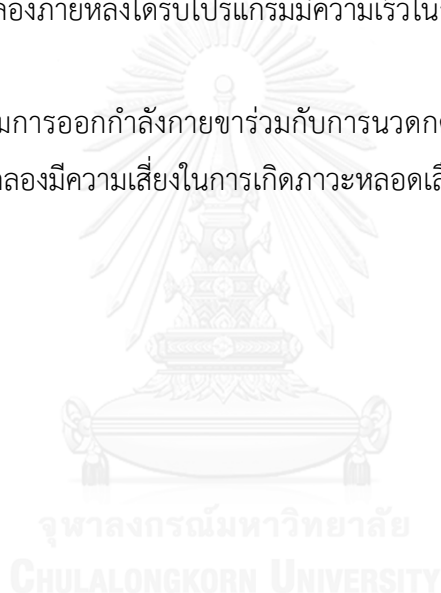 ลองภายหลังได้รับโปรแกรมมีความเร็วใน
มการออกกำลังกายขาร่วมกับการนวดก
ลองมีความเสี่ยงในการเกิดภาวะหลอดเลื
จุฬาลงกรณ์มหาวิทยาลัย
CHULALONGKORN UNIVERSITY